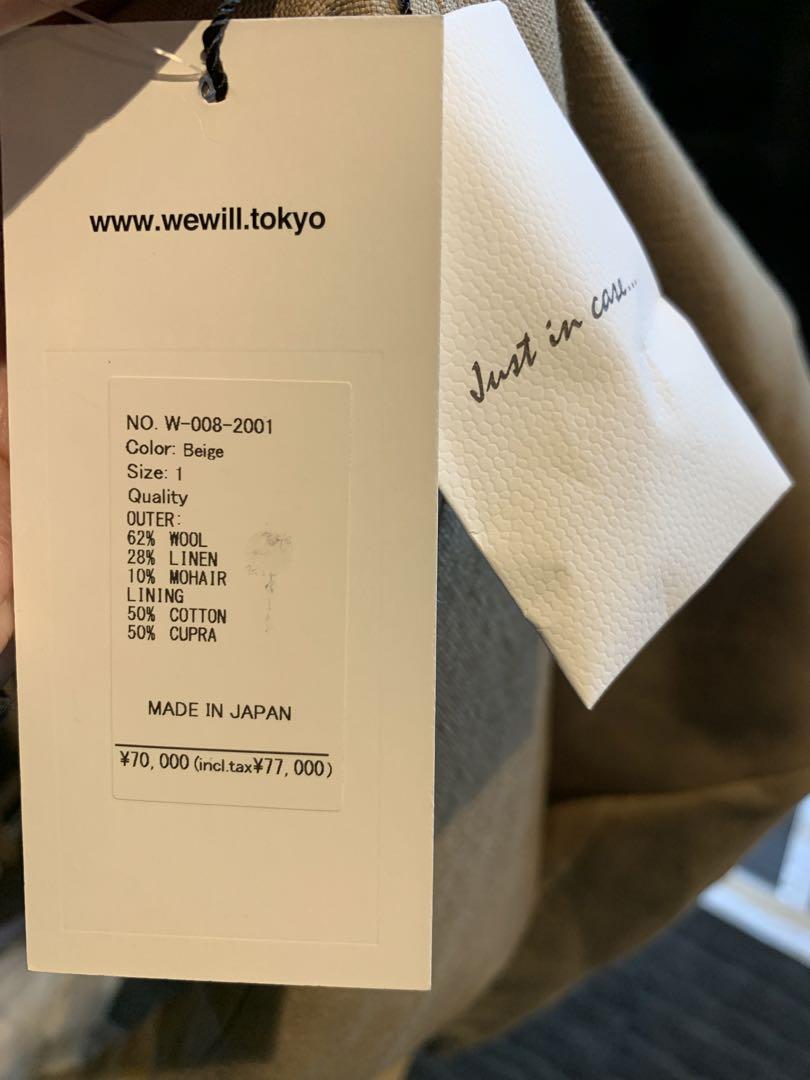 www.wewill.tokyo
NO. W-008-2001
Color: Beige
Size: 1
Quality
OUTER:
62% WOOL
28% LINEN
10% MOHAIR
LINING
50% COTTON
50% CUPRA
MADE IN JAPAN
¥70,000 (incl.tax¥77,000)
Just in case...